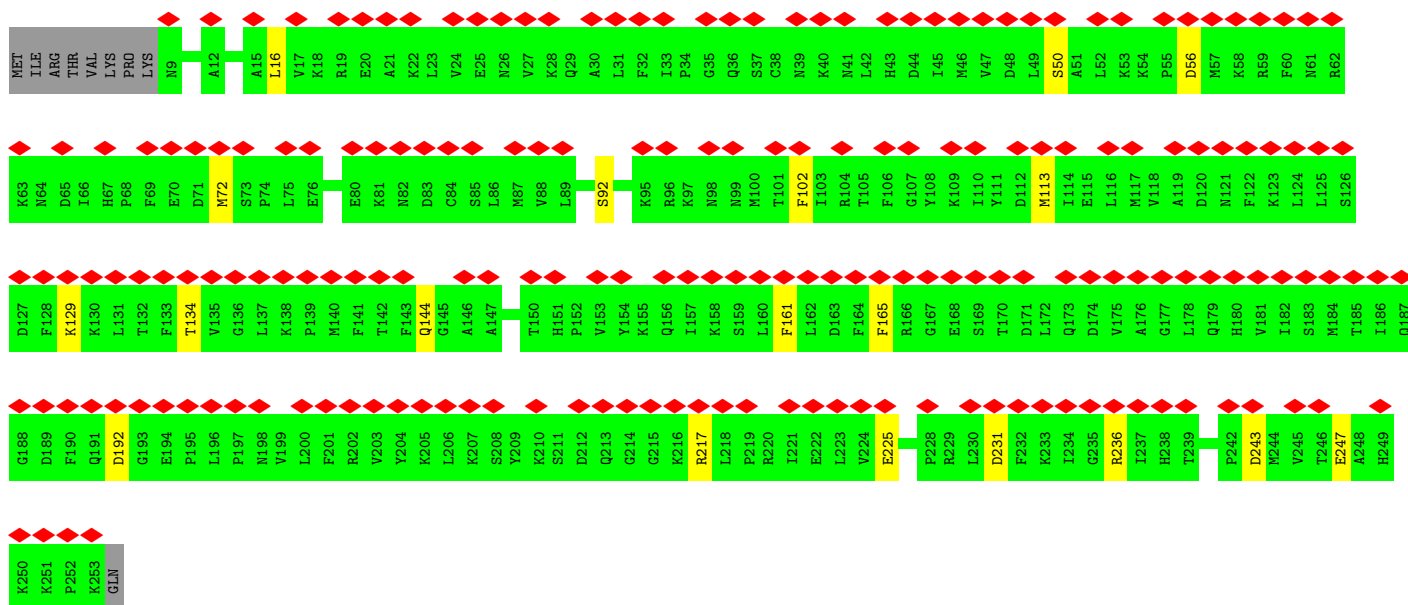 MET ILE ARG THR VAL LYS PRO LYS N9 A12 A15 L16 V17 K18 R19 E20 A21 K22 L23 V24 E25 N26 V27 K28 Q29 A30 L31 F32 I33 P34 G35 Q36 S37 C38 N39 K40 N41 L42 H43 D44 I45 M46 V47 D48 L49 S50 A51 L52 K53 K54 P55 D56 M57 K58 R59 F60 N61 R62
K63 N64 D65 I66 H67 P68 F69 E70 D71 M72 S73 P74 L75 E76 E80 K81 N82 D83 C84 S85 L86 M87 V88 L89 S92 K95 R96 K97 N98 N99 M100 T101 F102 I103 R104 T105 F106 G107 Y108 K109 I110 Y111 D112 M113 I114 E115 L116 M117 V118 A119 D120 N121 F122 K123 L124 L125 S126
D127 F128 K129 K130 L131 T132 F133 T134 V135 G136 L137 K138 P139 M140 F141 T142 F143 Q144 G145 A146 A147 T150 H151 P152 V153 Y154 K155 Q156 I157 K158 S159 L160 F161 L162 D163 F164 F165 R166 G167 E168 S169 T170 D171 L172 Q173 D174 V175 A176 G177 L178 Q179 H180 V181 I182 S183 M184 T185 I186 Q187
G188 D189 F190 Q191 D192 G193 E194 P195 L196 P197 N198 V199 L200 F201 R202 V203 Y204 K205 L206 K207 S208 Y209 K210 S211 D212 Q213 G214 G215 K216 R217 L218 P219 R220 I221 E222 L223 V224 E225 P228 R229 L230 D231 F232 K233 I234 G235 R236 I237 H238 T239 P242 D243 M244 V245 T246 E247 A248 H249
K250 K251 P252 K253 GLN